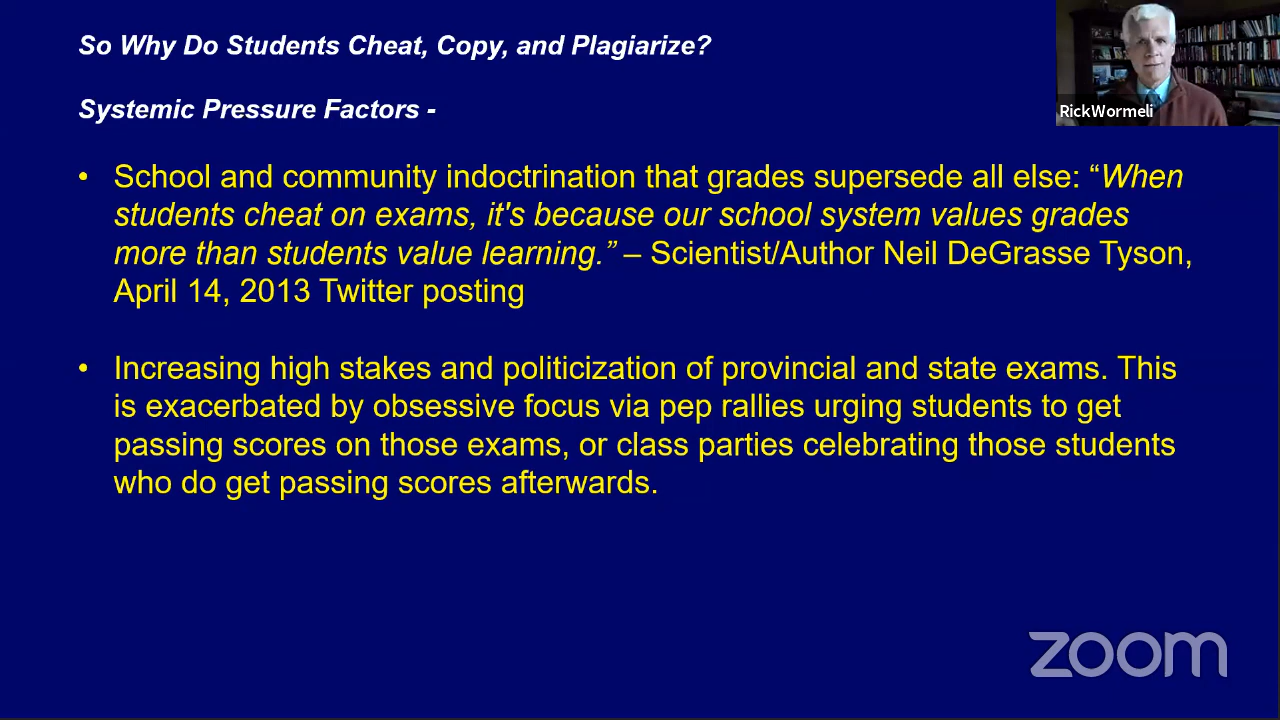 So Why Do Students Cheat, Copy, and Plagiarize?
Systemic Pressure Factors -
RickWormeli
• School and community indoctrination that grades supersede all else: “When
students cheat on exams, it's because our school system values grades
more than students value learning.” – Scientist/Author Neil DeGrasse Tyson,
April 14, 2013 Twitter posting
• Increasing high stakes and politicization of provincial and state exams. This
is exacerbated by obsessive focus via pep rallies urging students to get
passing scores on those exams, or class parties celebrating those students
who do get passing scores afterwards.
zoom